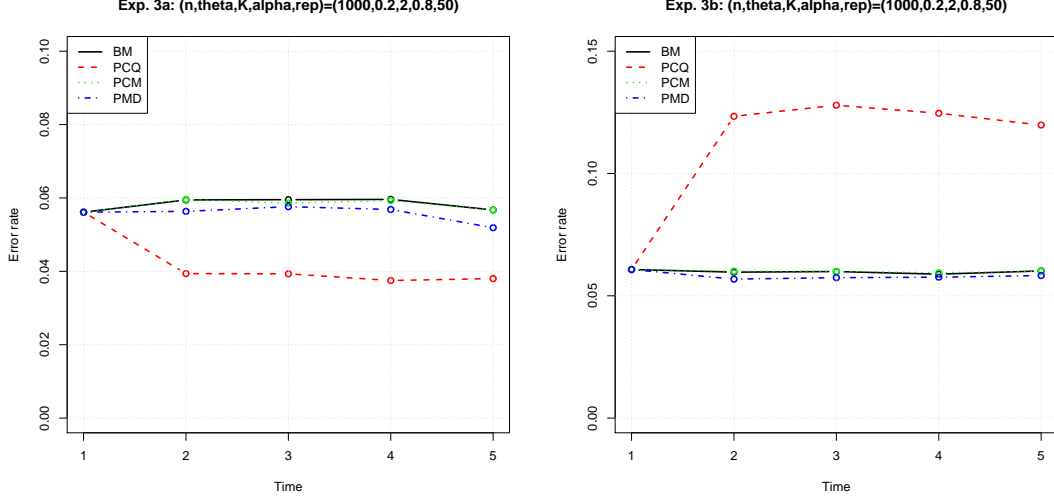 Exp. 3a: (n,theta,K,alpha,rep)=(1000,0.2,2,0.8,50)
BM
PCQ
PCM
PMD
0.10
0.08
0.06
0.04
0.02
0.00
Error rate
1 2 3 4 5
Time
Exp. 3b: (n,theta,K,alpha,rep)=(1000,0.2,2,0.8,50)
BM
PCQ
PCM
PMD
0.15
0.10
0.05
0.00
Error rate
1 2 3 4 5
Time